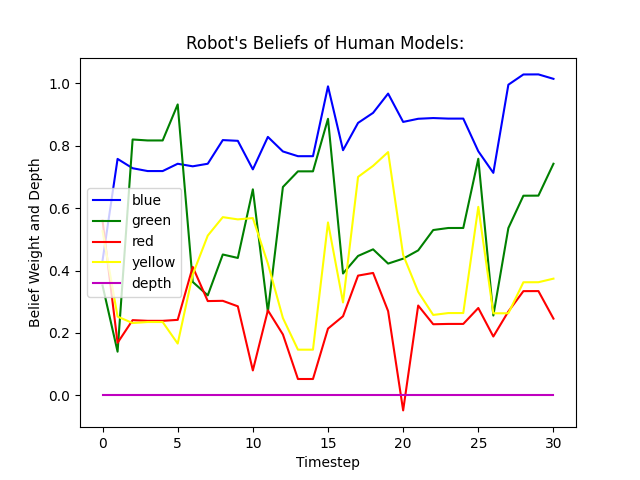 Robot's Beliefs of Human Models:
Belief Weight and Depth
1.0
0.8
0.6
0.4
0.2
0.0
blue
green
red
yellow
depth
0 5 10 15 20 25 30
Timestep